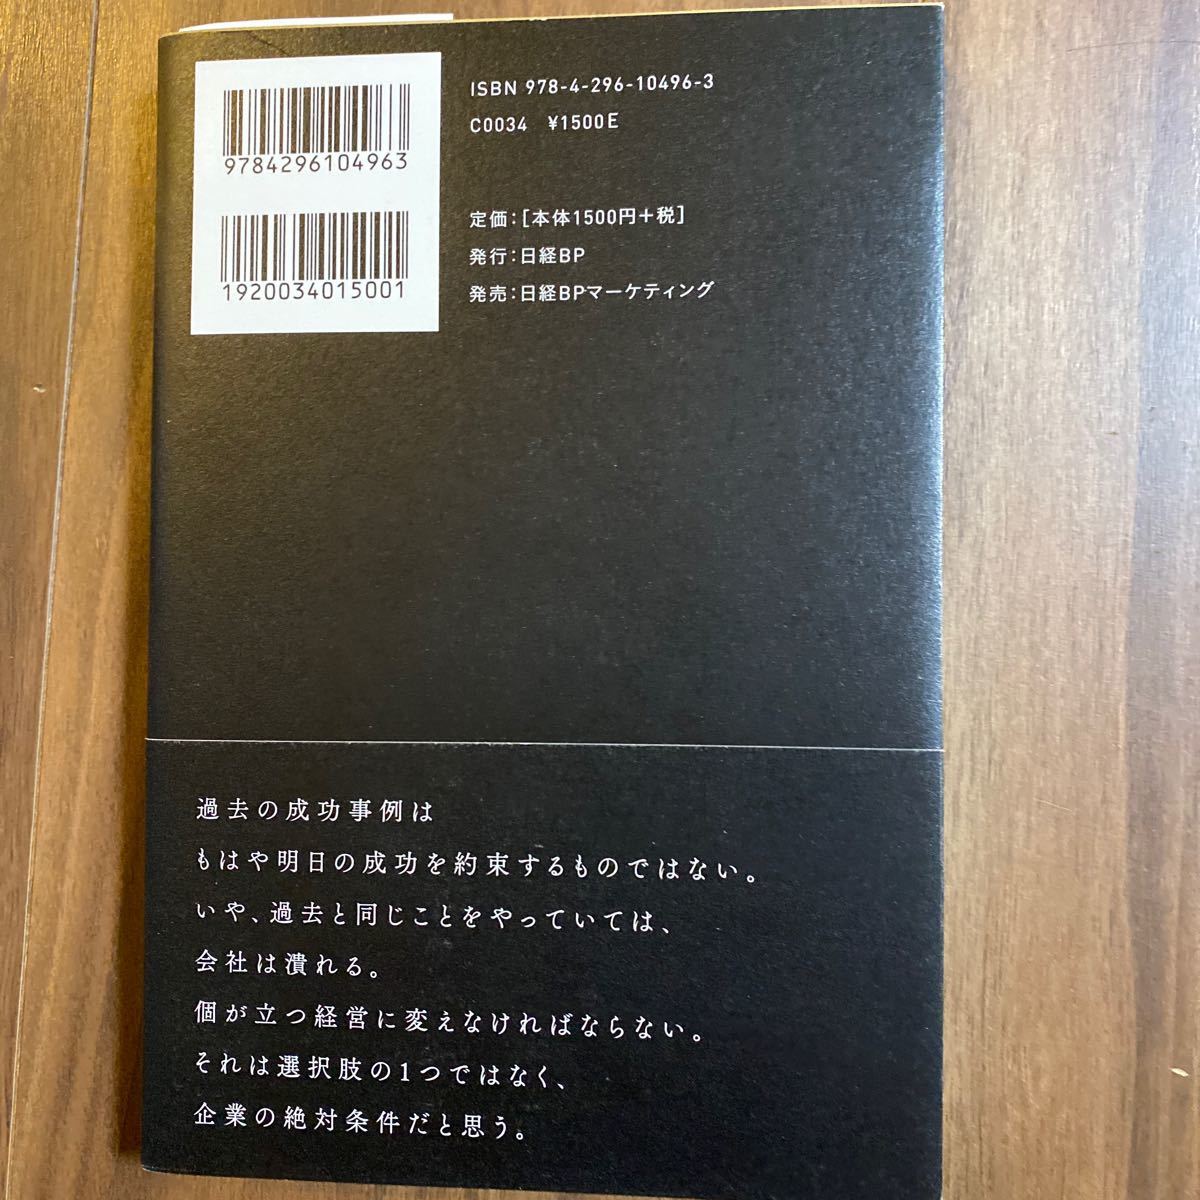 9784296104963
1920034015001
ISBN 978-4-296-10496-3
C0034 ¥1500E
定価：[本体1500円＋税]
発行：日経BP
発売：日経BPマーケティング
過去の成功事例は
もはや明日の成功を約束するものではない。
いや、過去と同じことをやっていては、
会社は潰れる。
個が立つ経営に変えなければならない。
それは選択肢の1つではなく、
企業の絶対条件だと思う。